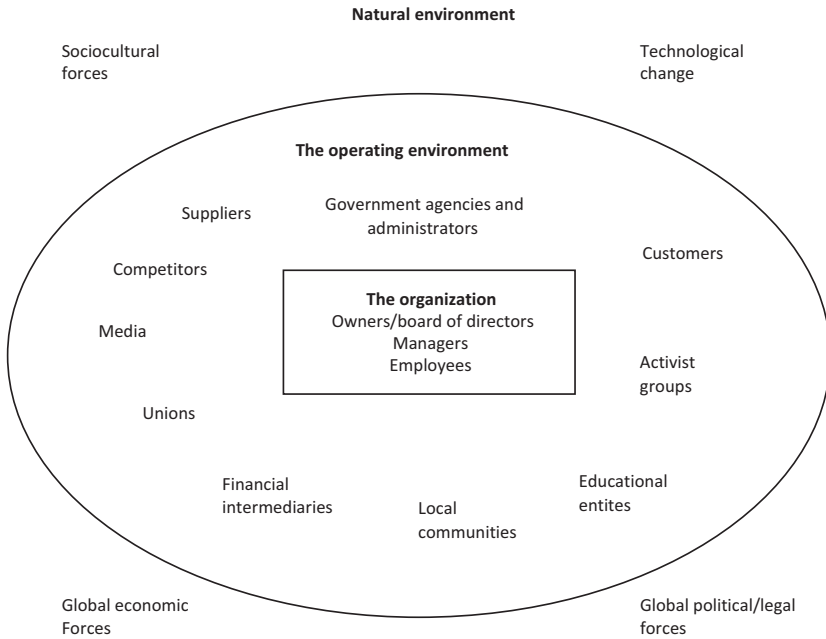 Natural environment
Sociocultural
forces
Technological
change
The operating environment
Suppliers
Government agencies and
administrators
Customers
Competitors
The organization
Owners/board of directors
Managers
Employees
Media
Activist
groups
Unions
Financial
intermediaries
Local
communities
Educational
entites
Global economic
Forces
Global political/legal
forces